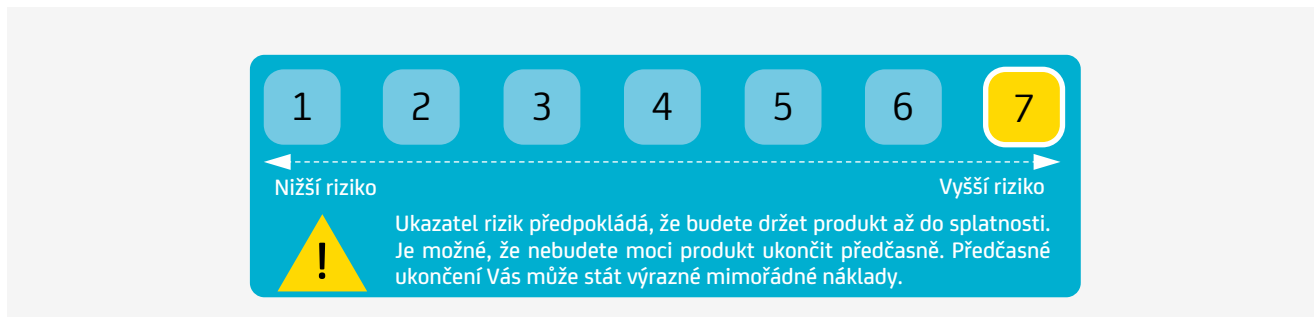 1 2 3 4 5 6 7
Nižší riziko Vyšší riziko
Ukazatel rizik předpokládá, že budete držet produkt až do splatnosti.
Je možné, že nebudete moci produkt ukončit předčasně. Předčasné
! ukončení Vás může stát výrazné mimořádné náklady.